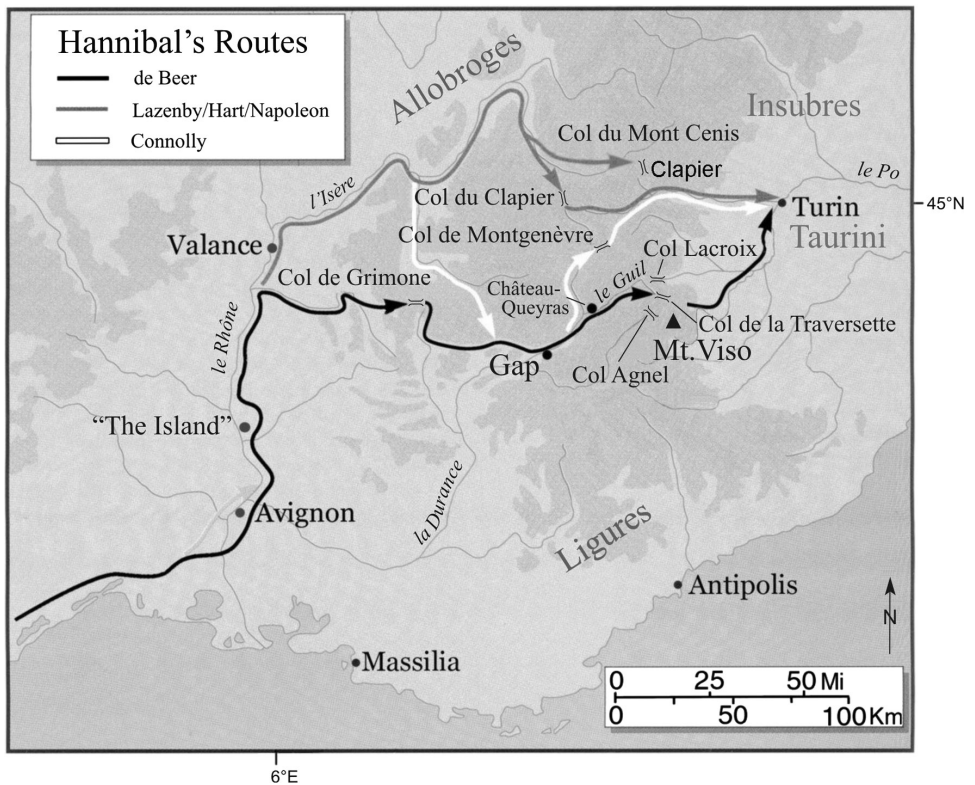 Hannibal's Routes
de Beer
Lazenby/Hart/Napoleon
Connolly
Allobroges
Insubres
Col du Mont Cenis
Clapier
le Po
l'Isère
Col du Clapier
45°N
Turin
Taurini
Valance
Col de Montgenèvre
Col Lacroix
Col de Grimone
Château-
Queyras
le Guil
le Rhône
Col de la Traversette
Mt.Viso
Gap
Col Agnel
"The Island"
la Durance
Avignon
Ligures
Antipolis
N
Massilia
0 25 50 Mi
0 50 100 Km
6°E